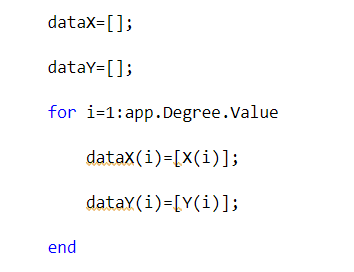 dataX=[];
dataY=[];
for i=1:app.Degree.Value
dataX(i)=[X(i)];
dataY(i)=[Y(i)];
end